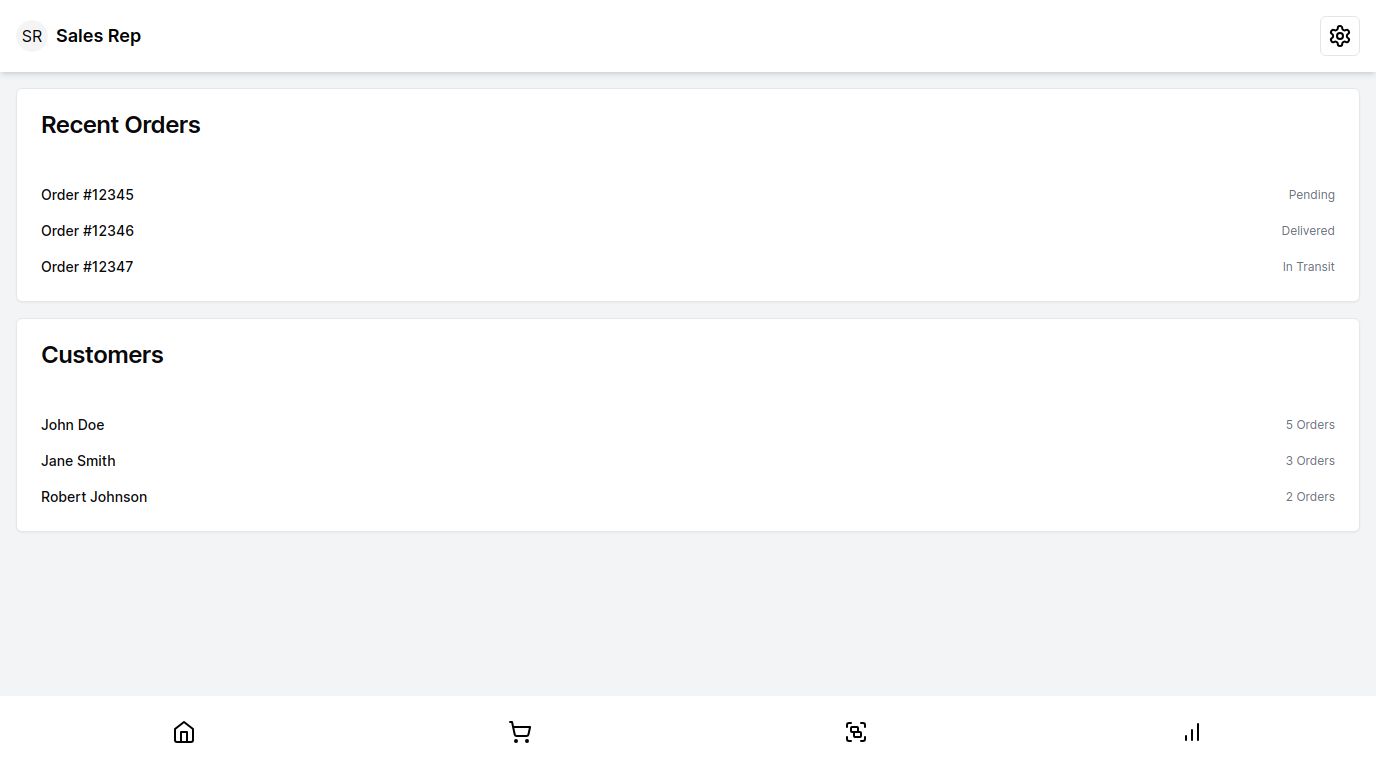 SR Sales Rep
Recent Orders
Order #12345 Pending
Order #12346 Delivered
Order #12347 In Transit
Customers
John Doe 5 Orders
Jane Smith 3 Orders
Robert Johnson 2 Orders